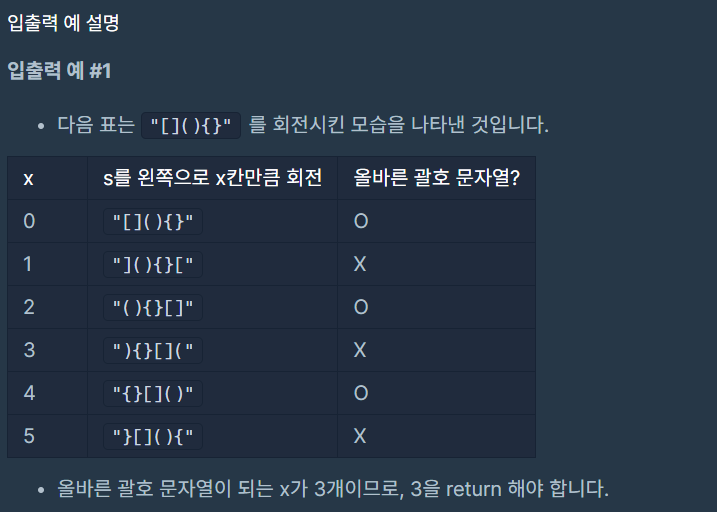 입출력 예 설명
입출력 예 #1
• 다음 표는 "[](){}" 를 회전시킨 모습을 나타낸 것입니다.
x s를 왼쪽으로 x칸만큼 회전 올바른 괄호 문자열?
0 "[](){}" O
1 "](){}[" X
2 "(){}[]" O
3 "){}[](" X
4 "{}[]()" O
5 "}[](){" X
• 올바른 괄호 문자열이 되는 x가 3개이므로, 3을 return 해야 합니다.